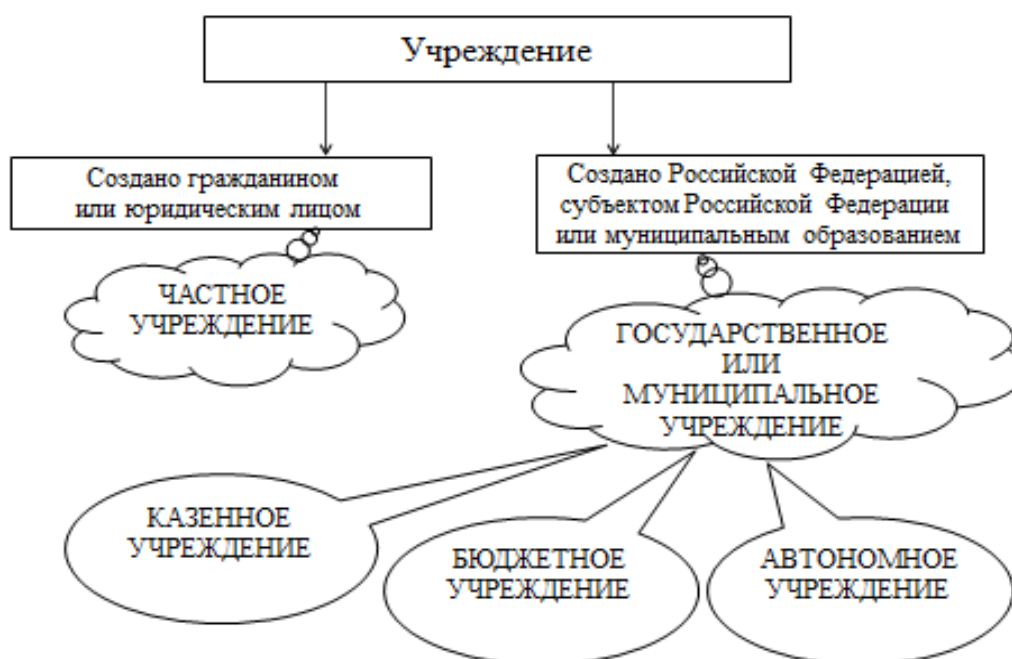 Учреждение
Создано гражданином
или юридическим лицом
Создано Российской Федерацией,
субъектом Российской Федерации
или муниципальным образованием
ЧАСТНОЕ
УЧРЕЖДЕНИЕ
ГОСУДАРСТВЕННОЕ
ИЛИ
МУНИЦИПАЛЬНОЕ
УЧРЕЖДЕНИЕ
КАЗЕННОЕ
УЧРЕЖДЕНИЕ
БЮДЖЕТНОЕ
УЧРЕЖДЕНИЕ
АВТОНОМНОЕ
УЧРЕЖДЕНИЕ